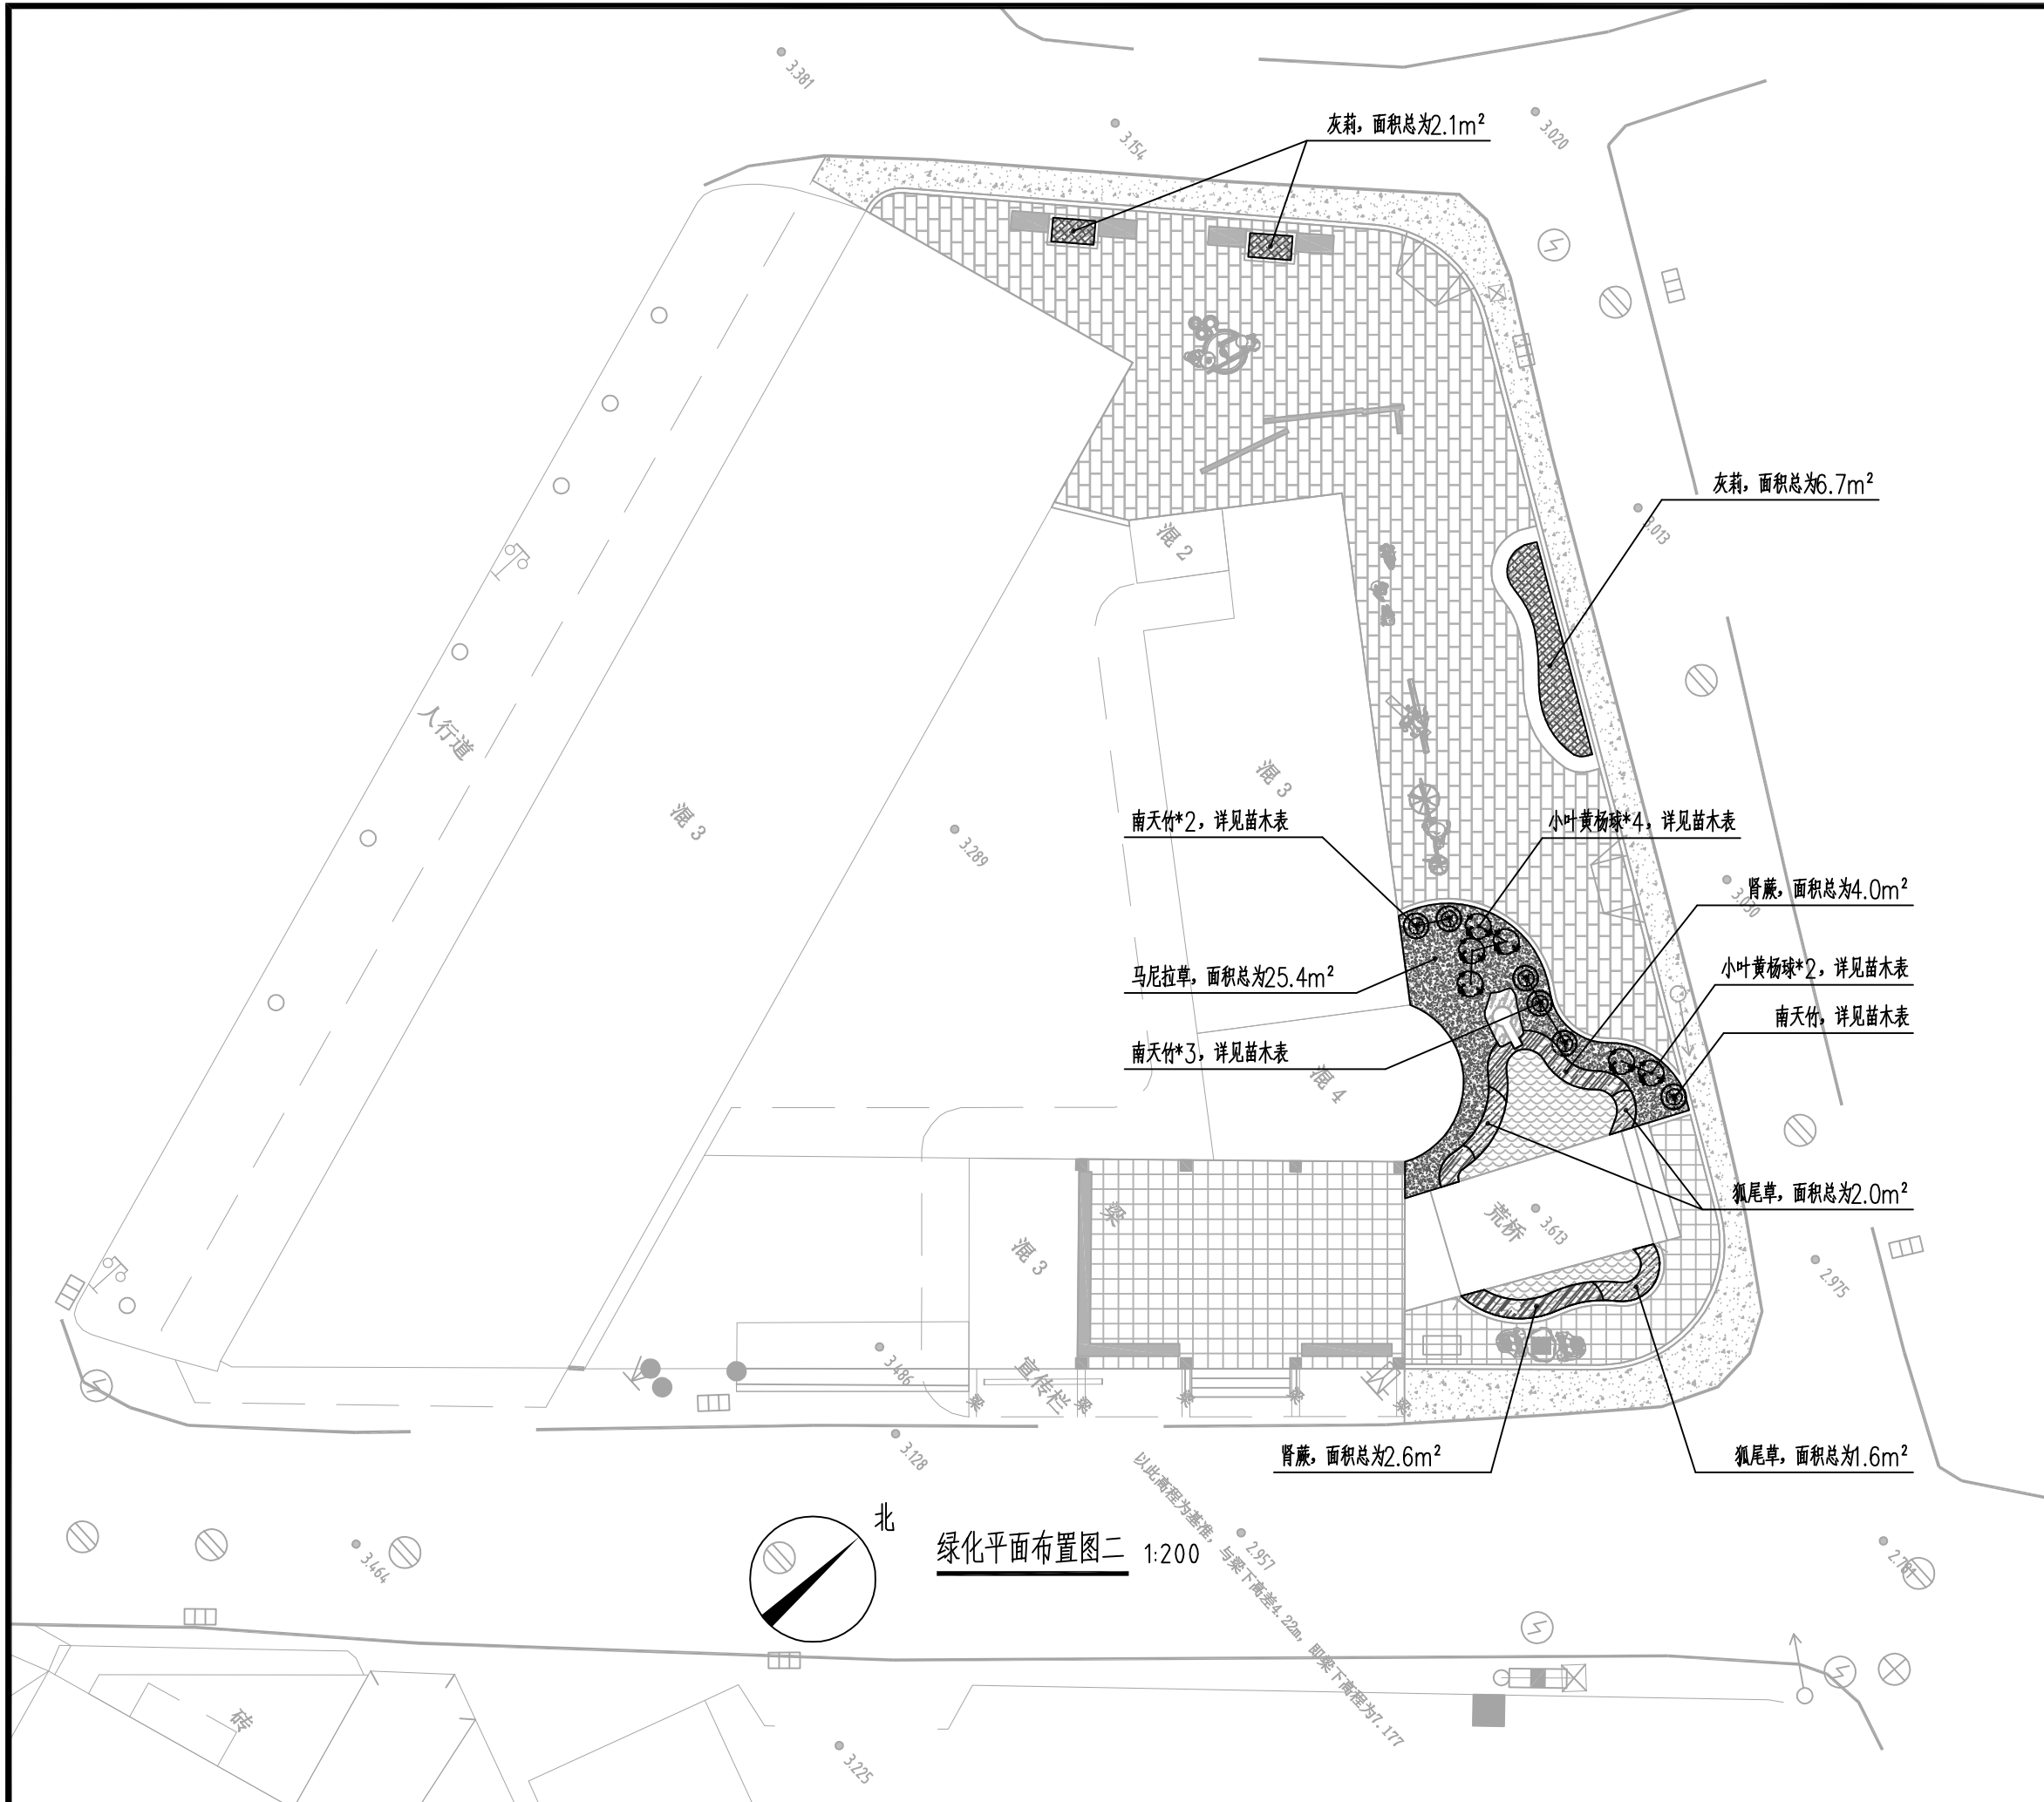 3.381
灰莉，面积总为2.1m²
3.154
3.020
灰莉，面积总为6.7m²
3.013
混 2
人行道
混 3
混 3
南天竹*2，详见苗木表
小叶黄杨球*4，详见苗木表
3.289
肾蕨，面积总为4.0m²
3.030
马尼拉草，面积总为25.4m²
小叶黄杨球*2，详见苗木表
南天竹，详见苗木表
南天竹*3，详见苗木表
混 4
狐尾草，面积总为2.0m²
梁
荒桥
3.613
混 3
2.975
3.486
宣传栏
梁
梁
梁
梁
梁
3.128
肾蕨，面积总为2.6m²
狐尾草，面积总为1.6m²
以此高程为基准，与梁下高差4.22m，即梁下高程为7.177
北
绿化平面布置图二 1:200
2.957
3.464
砖
3.225